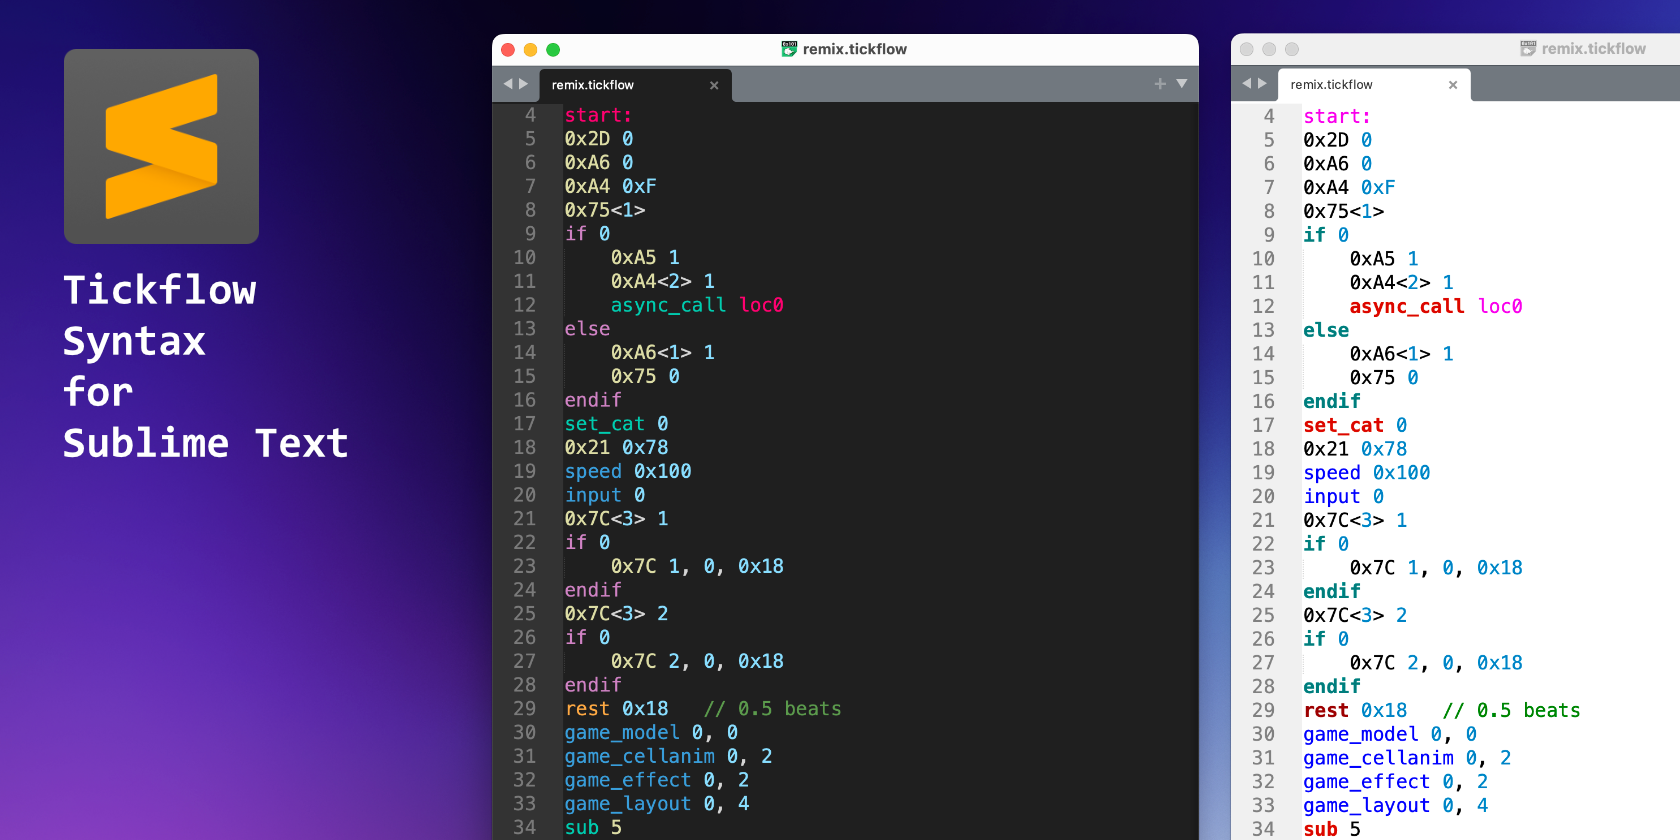 Tickflow
Syntax
for
Sublime Text
remix.tickflow
remix.tickflow
4 start:
5 0x2D 0
6 0xA6 0
7 0xA4 0xF
8 0x75<1>
9 if 0
10 0xA5 1
11 0xA4<2> 1
12 async_call loc0
13 else
14 0xA6<1> 1
15 0x75 0
16 endif
17 set_cat 0
18 0x21 0x78
19 speed 0x100
20 input 0
21 0x7C<3> 1
22 if 0
23 0x7C 1, 0, 0x18
24 endif
25 0x7C<3> 2
26 if 0
27 0x7C 2, 0, 0x18
28 endif
29 rest 0x18 // 0.5 beats
30 game_model 0, 0
31 game_cellanim 0, 2
32 game_effect 0, 2
33 game_layout 0, 4
34 sub 5
remix.tickflow
remix.tickflow
4 start:
5 0x2D 0
6 0xA6 0
7 0xA4 0xF
8 0x75<1>
9 if 0
10 0xA5 1
11 0xA4<2> 1
12 async_call loc0
13 else
14 0xA6<1> 1
15 0x75 0
16 endif
17 set_cat 0
18 0x21 0x78
19 speed 0x100
20 input 0
21 0x7C<3> 1
22 if 0
23 0x7C 1, 0, 0x18
24 endif
25 0x7C<3> 2
26 if 0
27 0x7C 2, 0, 0x18
28 endif
29 rest 0x18 // 0.5 beats
30 game_model 0, 0
31 game_cellanim 0, 2
32 game_effect 0, 2
33 game_layout 0, 4
34 sub 5